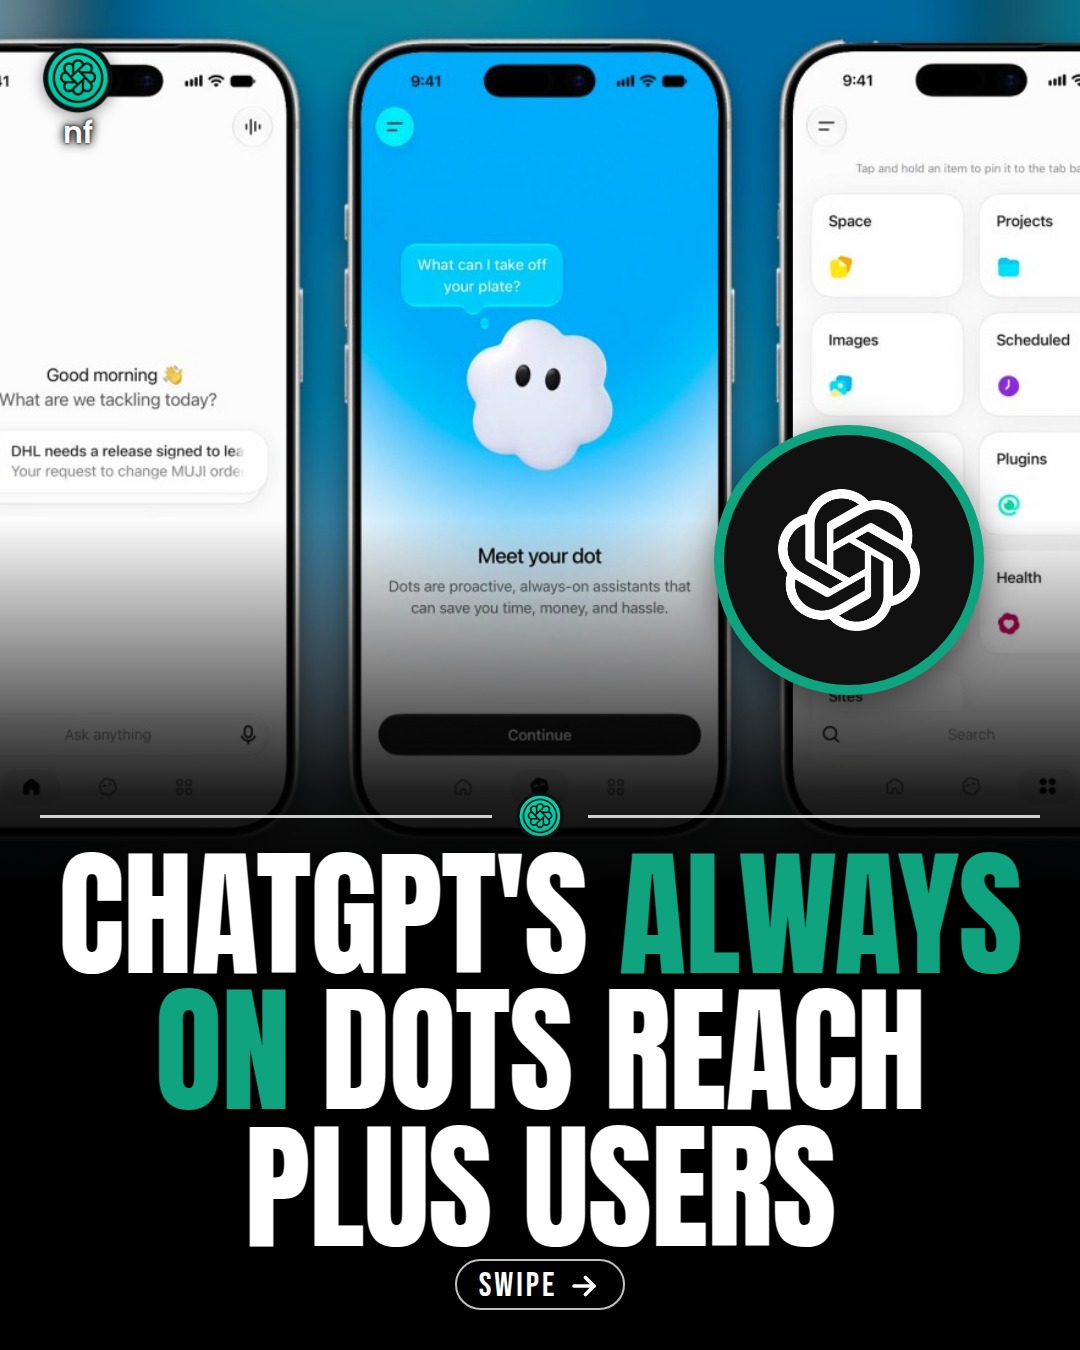 nf
9:41
Good morning 👋
What are we tackling today?
DHL needs a release signed to lea
Your request to change MUJI orde
Ask anything
9:41
What can I take off
your plate?
Meet your dot
Dots are proactive, always-on assistants that
can save you time, money, and hassle.
Continue
9:41
Tap and hold an item to pin it to the tab ba
Space
Projects
Images
Scheduled
Plugins
Health
Sites
Search
CHATGPT'S ALWAYS
ON DOTS REACH
PLUS USERS
SWIPE →